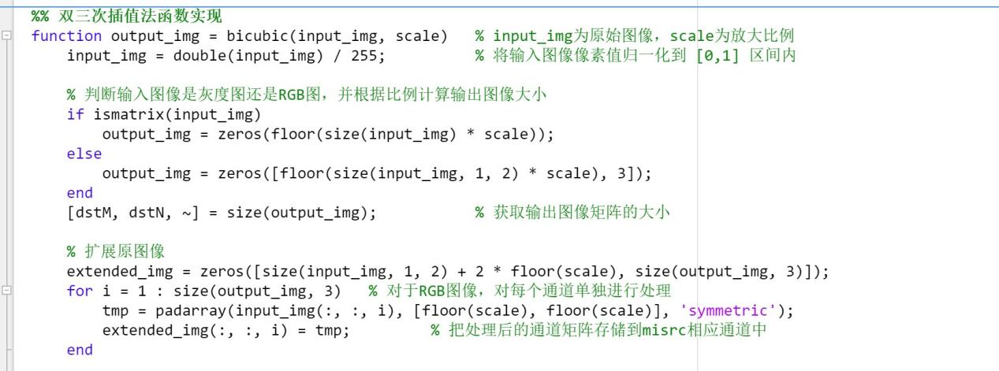 %% 双三次插值法函数实现
function output_img = bicubic(input_img, scale)   % input_img为原始图像，scale为放大比例
    input_img = double(input_img) / 255;          % 将输入图像像素值归一化到 [0,1] 区间内
    % 判断输入图像是灰度图还是RGB图，并根据比例计算输出图像大小
    if ismatrix(input_img)
        output_img = zeros(floor(size(input_img) * scale));
    else
        output_img = zeros([floor(size(input_img, 1, 2) * scale), 3]);
    end
    [dstM, dstN, ~] = size(output_img);           % 获取输出图像矩阵的大小
    % 扩展原图像
    extended_img = zeros([size(input_img, 1, 2) + 2 * floor(scale), size(output_img, 3)]);
    for i = 1 : size(output_img, 3)   % 对于RGB图像，对每个通道单独进行处理
        tmp = padarray(input_img(:, :, i), [floor(scale), floor(scale)], 'symmetric');
        extended_img(:, :, i) = tmp;         % 把处理后的通道矩阵存储到misrc相应通道中
    end